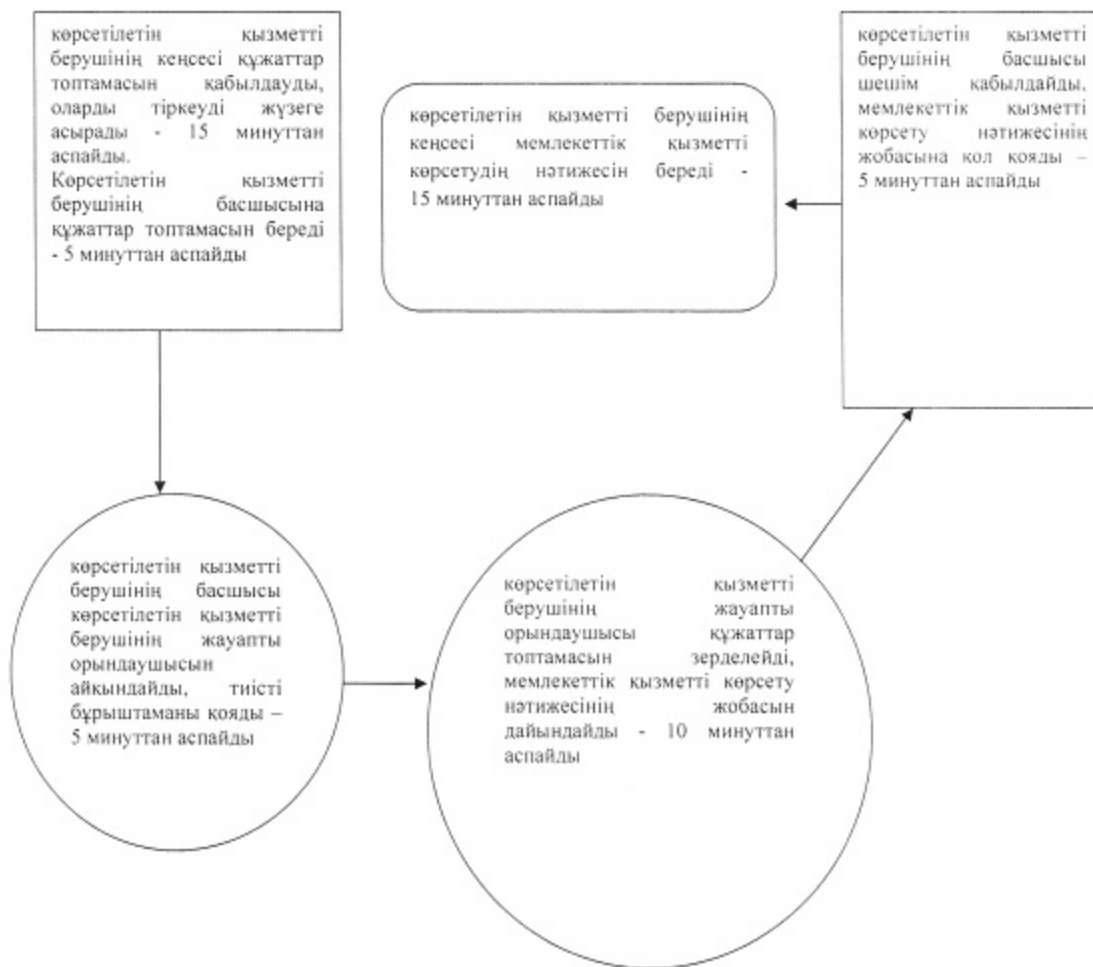 көрсетілетін қызметті
берушінің кеңсесі құжаттар
топтамасын қабылдауды,
оларды тіркеуді жүзеге
асырады - 15 минуттан
аспайды.
Көрсетілетін қызметті
берушінің басшысына
құжаттар топтамасын береді
- 5 минуттан аспайды
көрсетілетін қызметті
берушінің басшысы
көрсетілетін қызметті
берушінің жауапты
орындаушысын
айқындайды, тиісті
бұрыштаманы қояды –
5 минуттан аспайды
көрсетілетін қызметті
берушінің жауапты
орындаушысы құжаттар
топтамасын зерделейді,
мемлекеттік қызметті көрсету
нәтижесінің жобасын
дайындайды - 10 минуттан
аспайды
көрсетілетін қызметті
берушінің басшысы
шешім қабылдайды,
мемлекеттік қызметті
көрсету нәтижесінің
жобасына қол қояды –
5 минуттан аспайды
көрсетілетін қызметті берушінің
кеңсесі мемлекеттік қызметті
көрсетудің нәтижесін береді -
15 минуттан аспайды